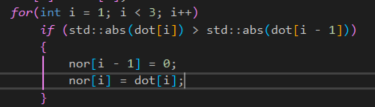 for(int i = 1; i < 3; i++)
if (std::abs(dot[i]) > std::abs(dot[i - 1]))
{
nor[i - 1] = 0;
nor[i] = dot[i];
}